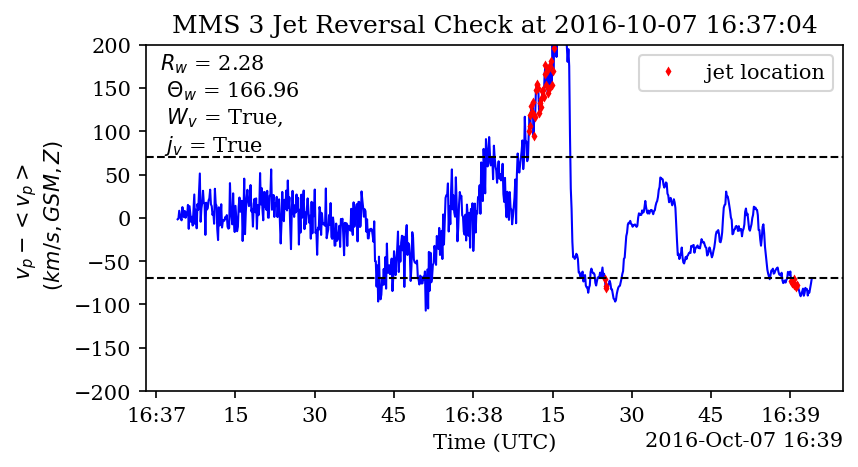 MMS 3 Jet Reversal Check at 2016-10-07 16:37:04
R_w = 2.28
Θ_w = 166.96
W_v = True,
j_v = True
jet location
v_p − < v_p >
(km/s, GSM, Z)
200
150
100
50
0
−50
−100
−150
−200
16:37 15 30 45 16:38 15 30 45 16:39
Time (UTC)
2016-Oct-07 16:39